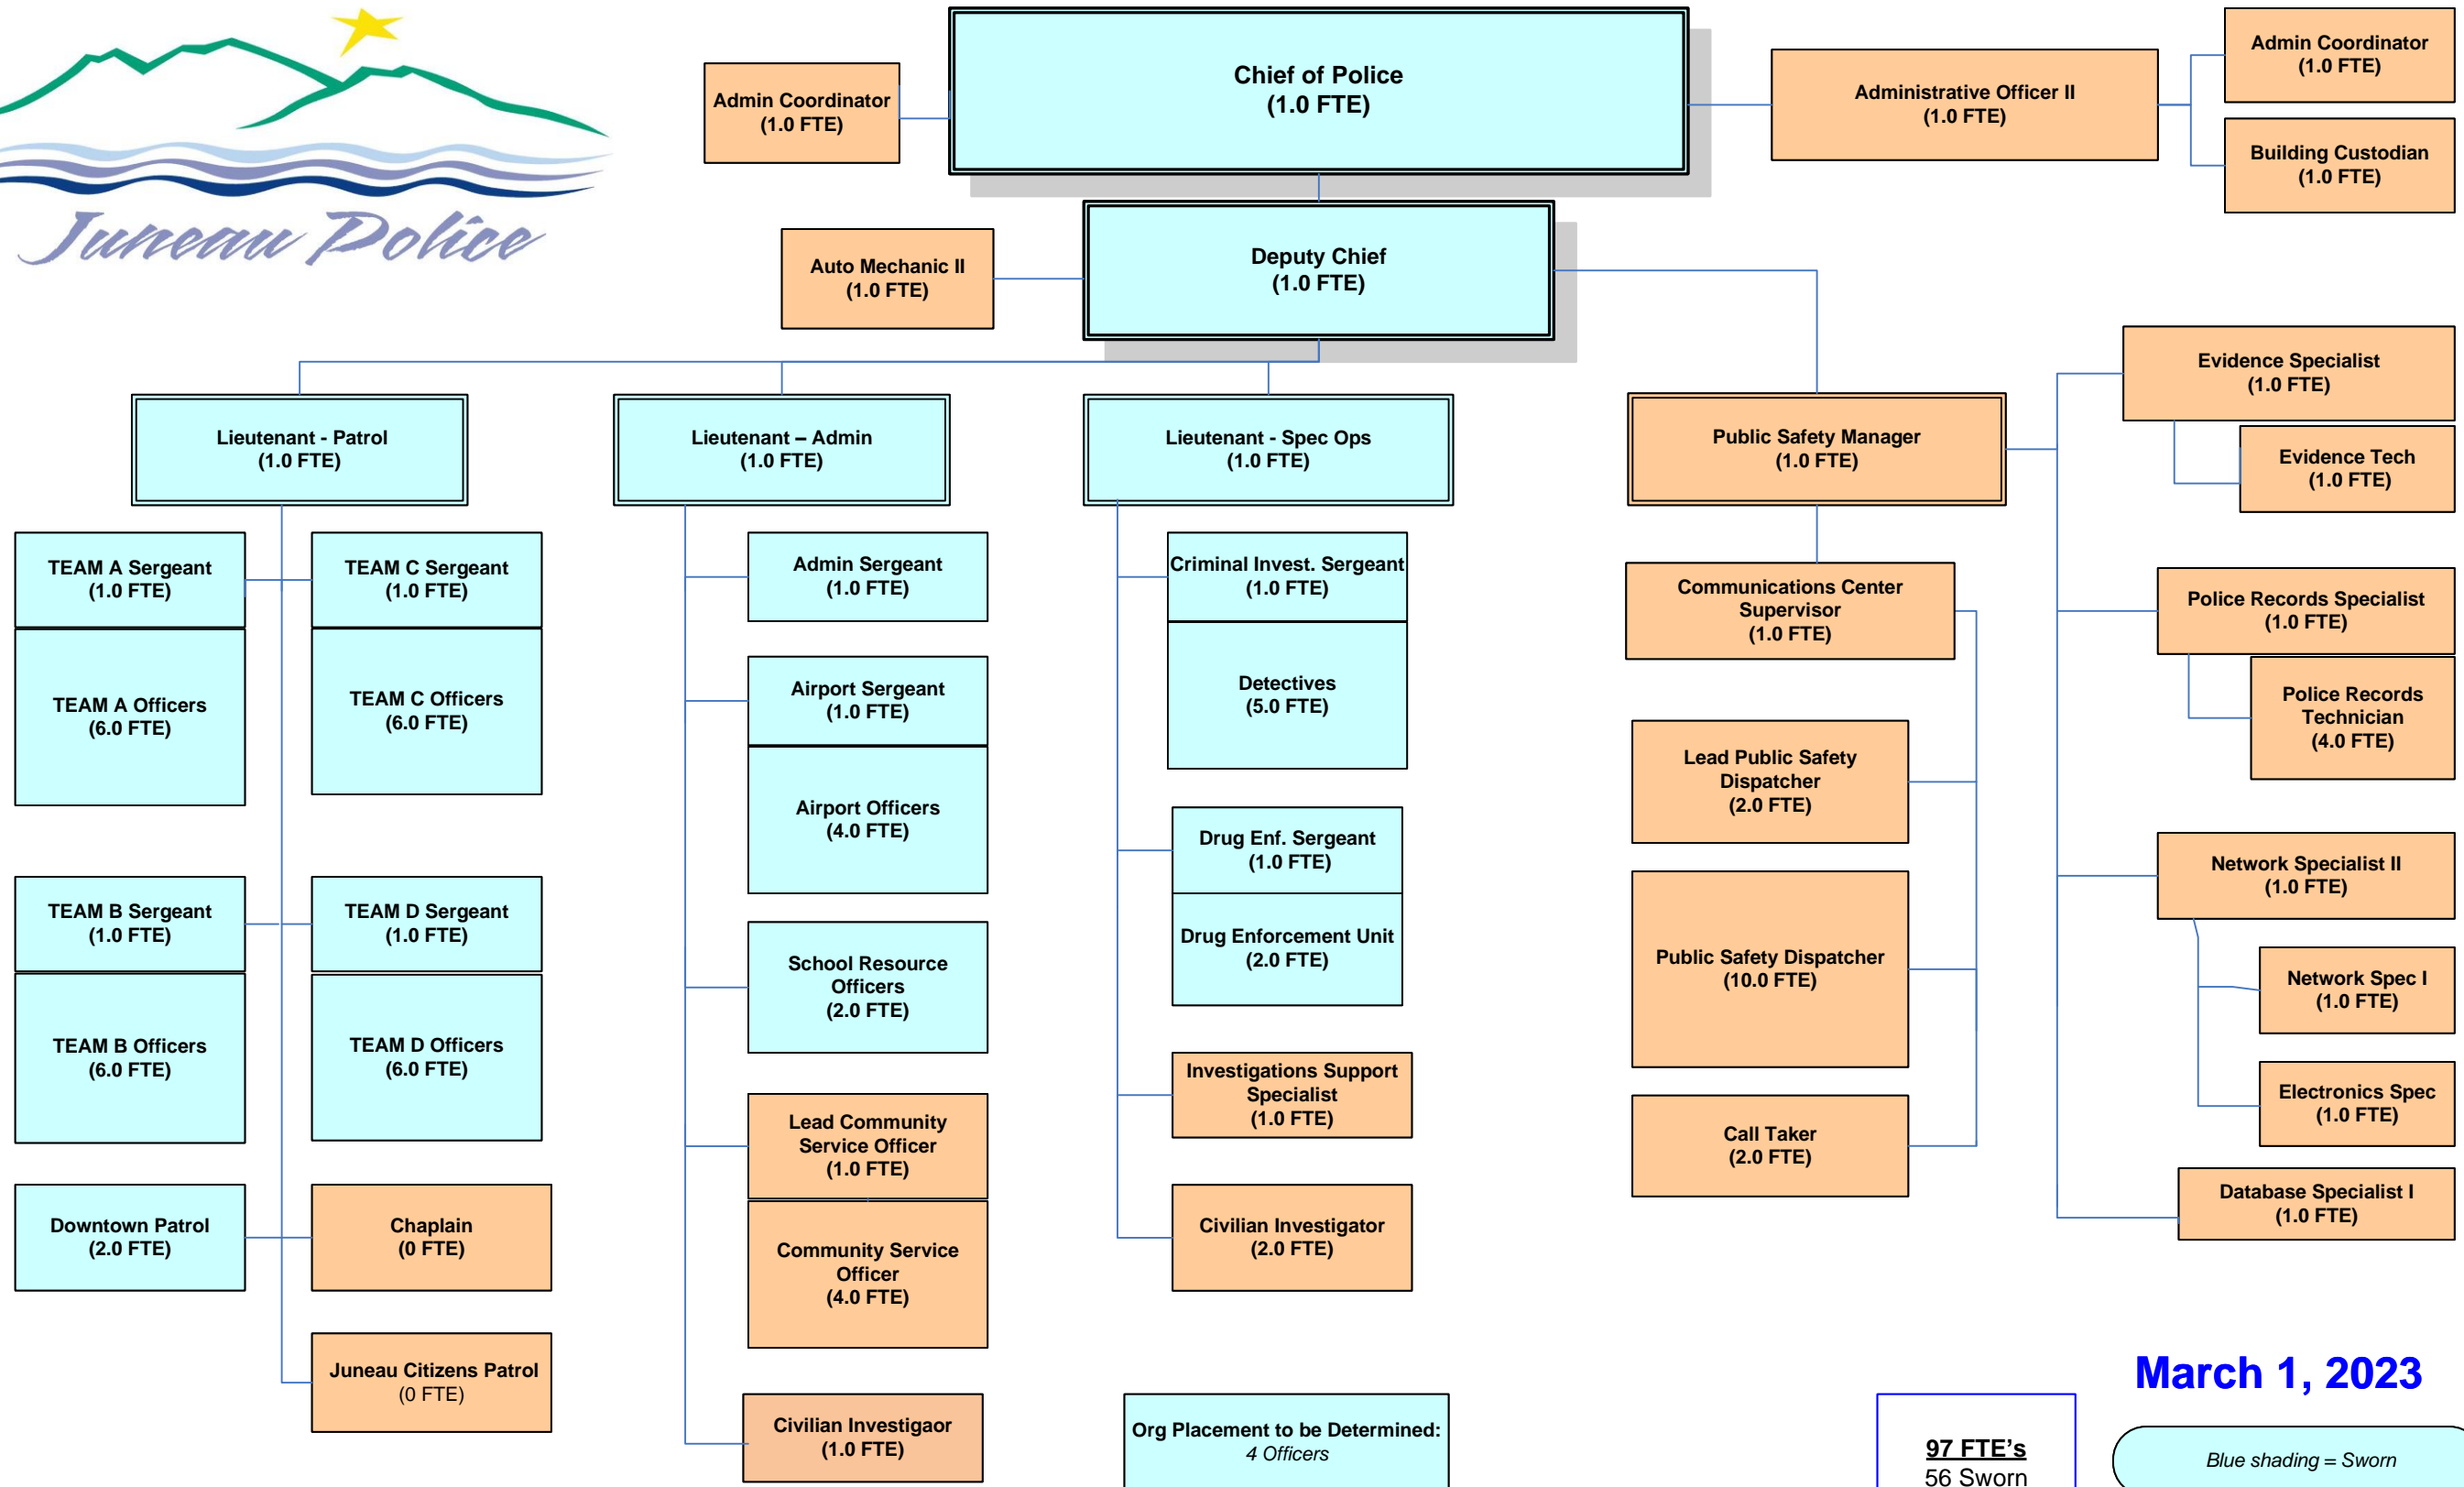 Juneau Police
Chief of Police
(1.0 FTE)
Admin Coordinator
(1.0 FTE)
Administrative Officer II
(1.0 FTE)
Admin Coordinator
(1.0 FTE)
Building Custodian
(1.0 FTE)
Deputy Chief
(1.0 FTE)
Auto Mechanic II
(1.0 FTE)
Lieutenant - Patrol
(1.0 FTE)
TEAM A Sergeant
(1.0 FTE)
TEAM A Officers
(6.0 FTE)
TEAM C Sergeant
(1.0 FTE)
TEAM C Officers
(6.0 FTE)
TEAM B Sergeant
(1.0 FTE)
TEAM B Officers
(6.0 FTE)
TEAM D Sergeant
(1.0 FTE)
TEAM D Officers
(6.0 FTE)
Downtown Patrol
(2.0 FTE)
Chaplain
(0 FTE)
Juneau Citizens Patrol
(0 FTE)
Lieutenant – Admin
(1.0 FTE)
Admin Sergeant
(1.0 FTE)
Airport Sergeant
(1.0 FTE)
Airport Officers
(4.0 FTE)
School Resource
Officers
(2.0 FTE)
Lead Community
Service Officer
(1.0 FTE)
Community Service
Officer
(4.0 FTE)
Civilian Investigaor
(1.0 FTE)
Lieutenant - Spec Ops
(1.0 FTE)
Criminal Invest. Sergeant
(1.0 FTE)
Detectives
(5.0 FTE)
Drug Enf. Sergeant
(1.0 FTE)
Drug Enforcement Unit
(2.0 FTE)
Investigations Support
Specialist
(1.0 FTE)
Civilian Investigator
(2.0 FTE)
Org Placement to be Determined:
4 Officers
Public Safety Manager
(1.0 FTE)
Communications Center
Supervisor
(1.0 FTE)
Lead Public Safety
Dispatcher
(2.0 FTE)
Public Safety Dispatcher
(10.0 FTE)
Call Taker
(2.0 FTE)
Evidence Specialist
(1.0 FTE)
Evidence Tech
(1.0 FTE)
Police Records Specialist
(1.0 FTE)
Police Records
Technician
(4.0 FTE)
Network Specialist II
(1.0 FTE)
Network Spec I
(1.0 FTE)
Electronics Spec
(1.0 FTE)
Database Specialist I
(1.0 FTE)
March 1, 2023
97 FTE's
56 Sworn
Blue shading = Sworn